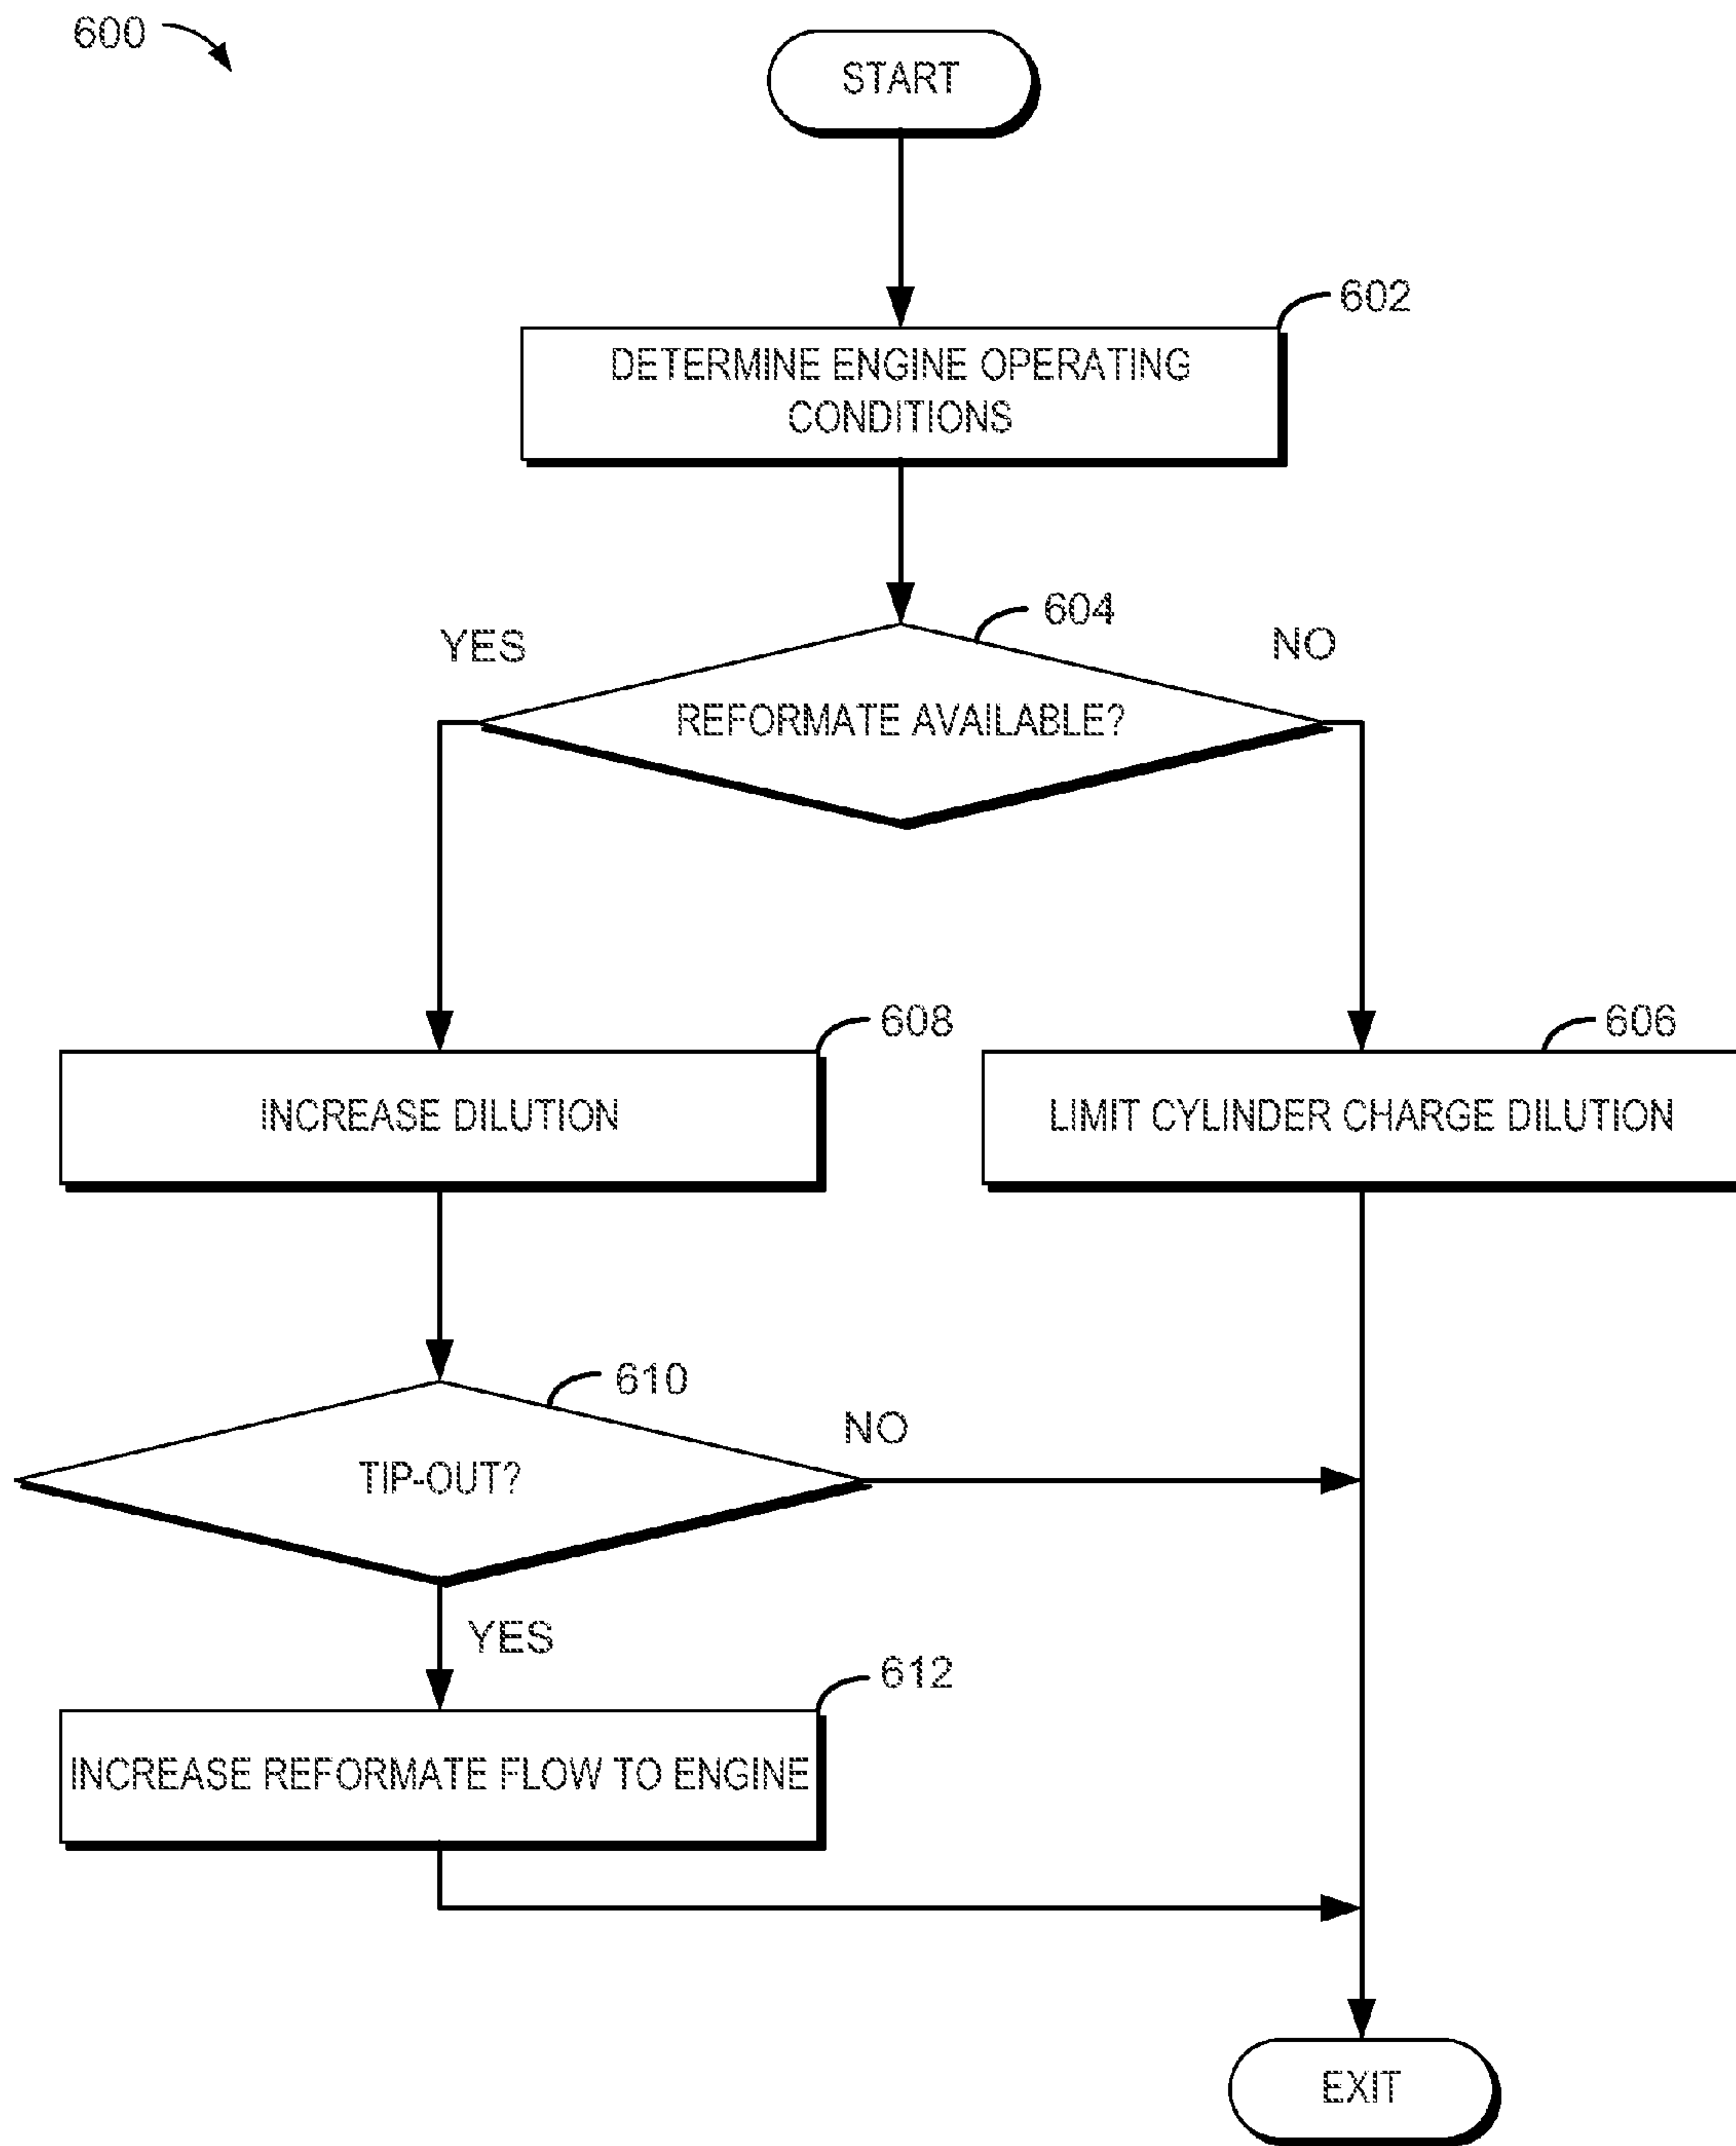 600
START
602
DETERMINE ENGINE OPERATING
CONDITIONS
604
YES
NO
REFORMATE AVAILABLE?
608
606
INCREASE DILUTION
LIMIT CYLINDER CHARGE DILUTION
610
NO
TIP-OUT?
YES
612
INCREASE REFORMATE FLOW TO ENGINE
EXIT